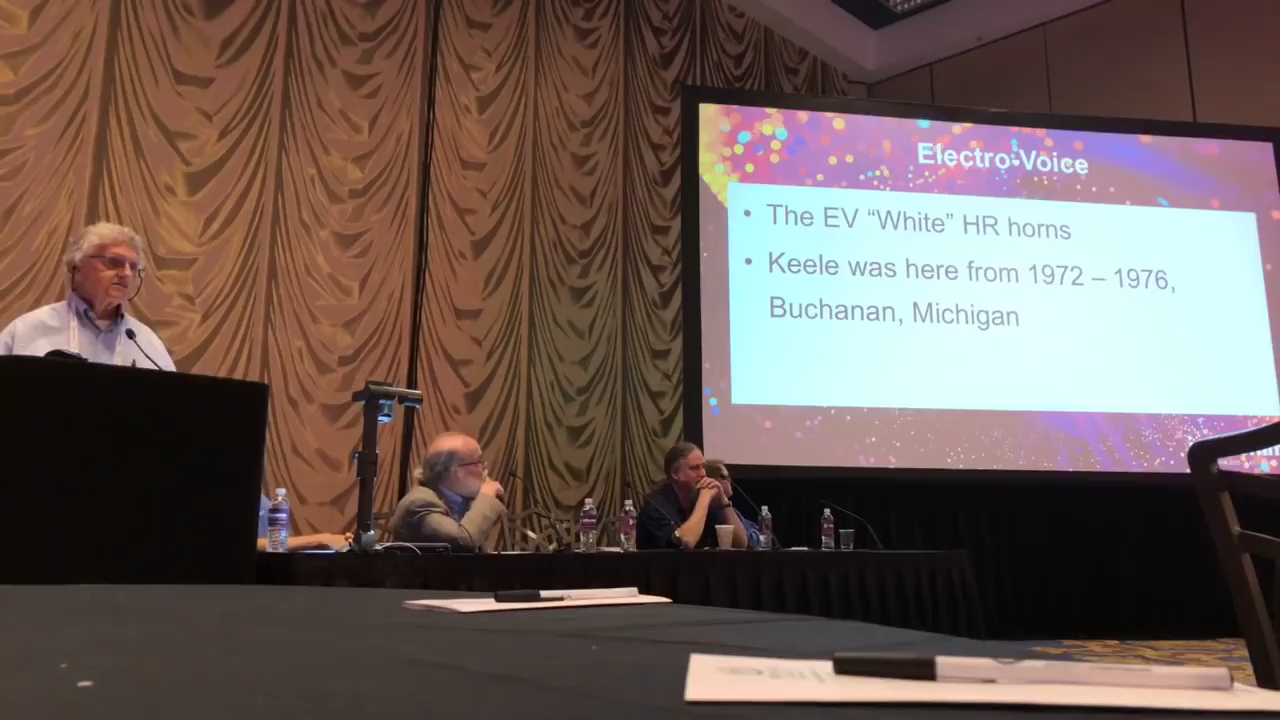 Electro-Voice
• The EV “White” HR horns
• Keele was here from 1972 – 1976,
Buchanan, Michigan